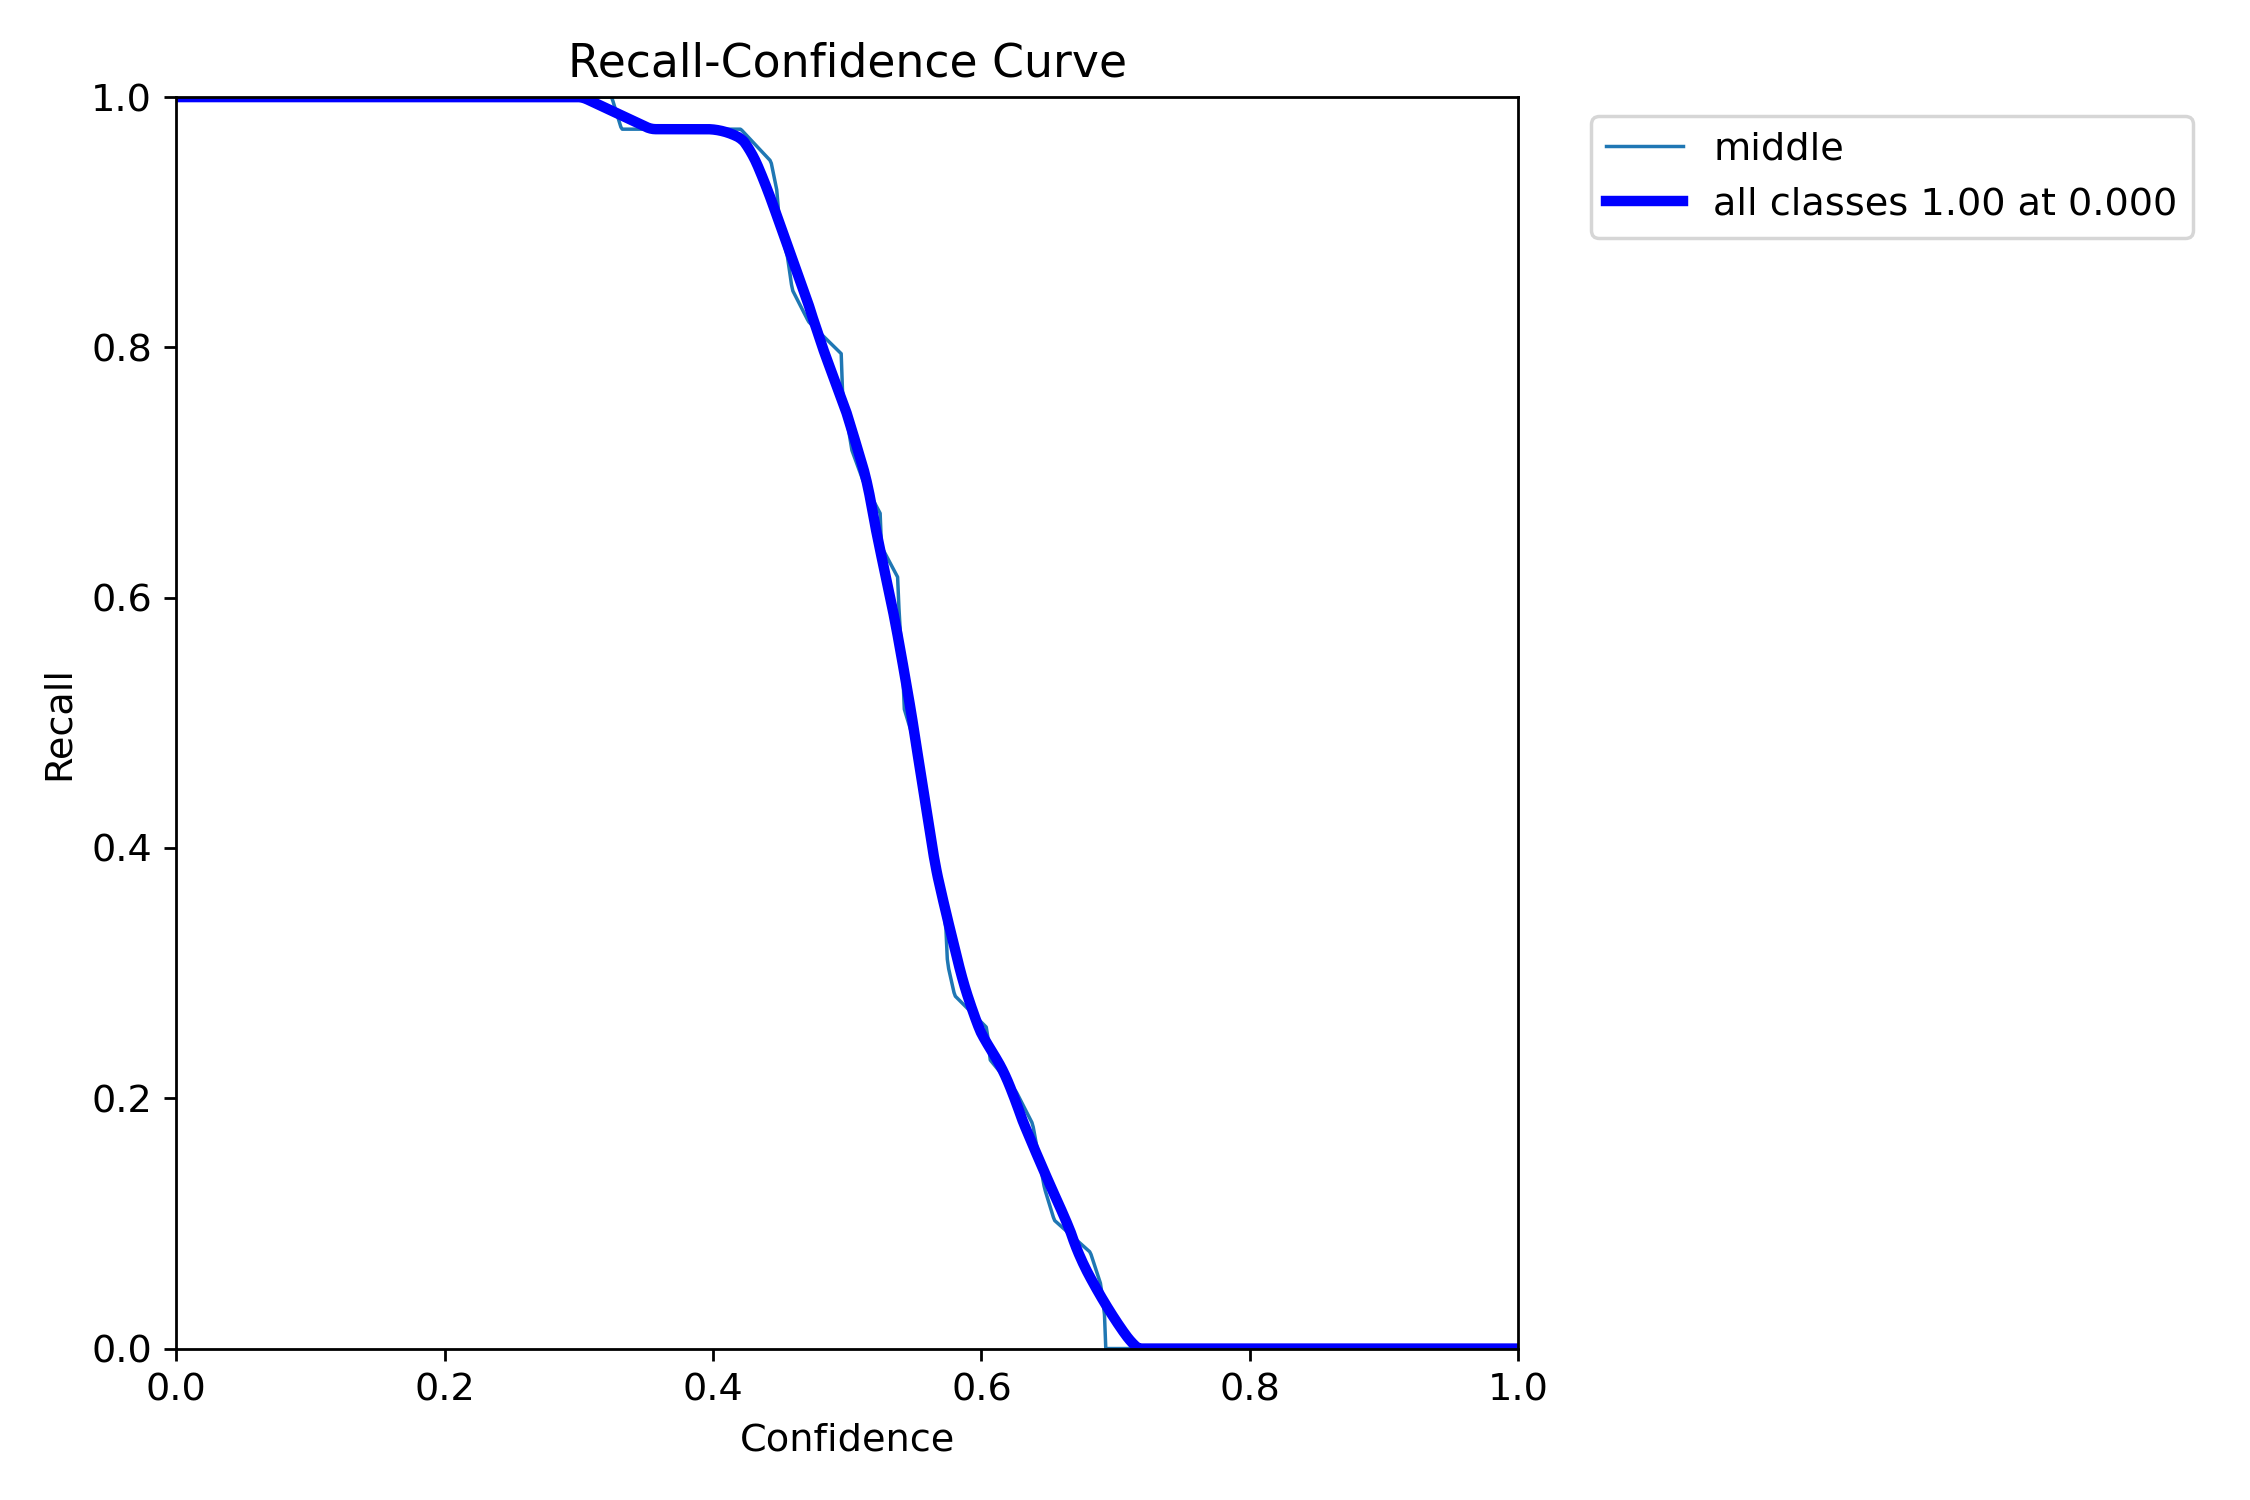 Recall-Confidence Curve
1.0
0.8
0.6
0.4
0.2
0.0
Recall
0.0 0.2 0.4 0.6 0.8 1.0
Confidence
middle
all classes 1.00 at 0.000